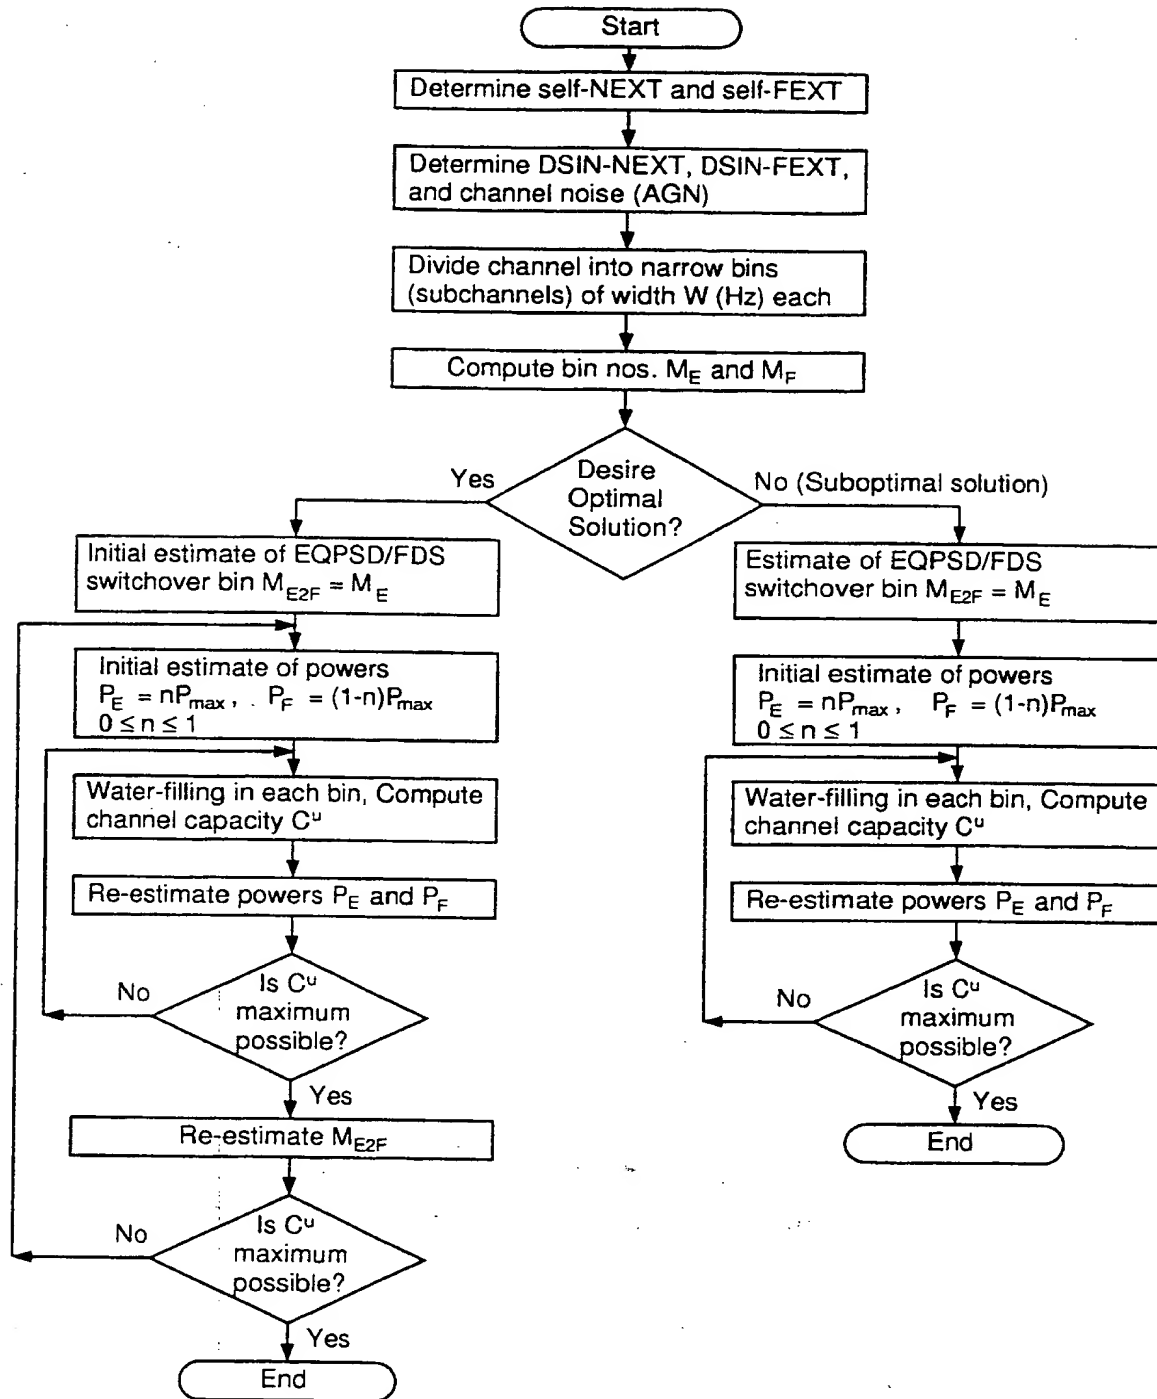 Start
Determine self-NEXT and self-FEXT
Determine DSIN-NEXT, DSIN-FEXT,
and channel noise (AGN)
Divide channel into narrow bins
(subchannels) of width W (Hz) each
Compute bin nos. M_E and M_F
Desire
Optimal
Solution?
Yes
No (Suboptimal solution)
Initial estimate of EQPSD/FDS
switchover bin M_E2F = M_E
Initial estimate of powers
P_E = nP_max, P_F = (1-n)P_max
0 ≤ n ≤ 1
Water-filling in each bin, Compute
channel capacity C^u
Re-estimate powers P_E and P_F
Is C^u
maximum
possible?
No
Yes
Re-estimate M_E2F
Is C^u
maximum
possible?
No
Yes
End
Estimate of EQPSD/FDS
switchover bin M_E2F = M_E
Initial estimate of powers
P_E = nP_max, P_F = (1-n)P_max
0 ≤ n ≤ 1
Water-filling in each bin, Compute
channel capacity C^u
Re-estimate powers P_E and P_F
Is C^u
maximum
possible?
No
Yes
End